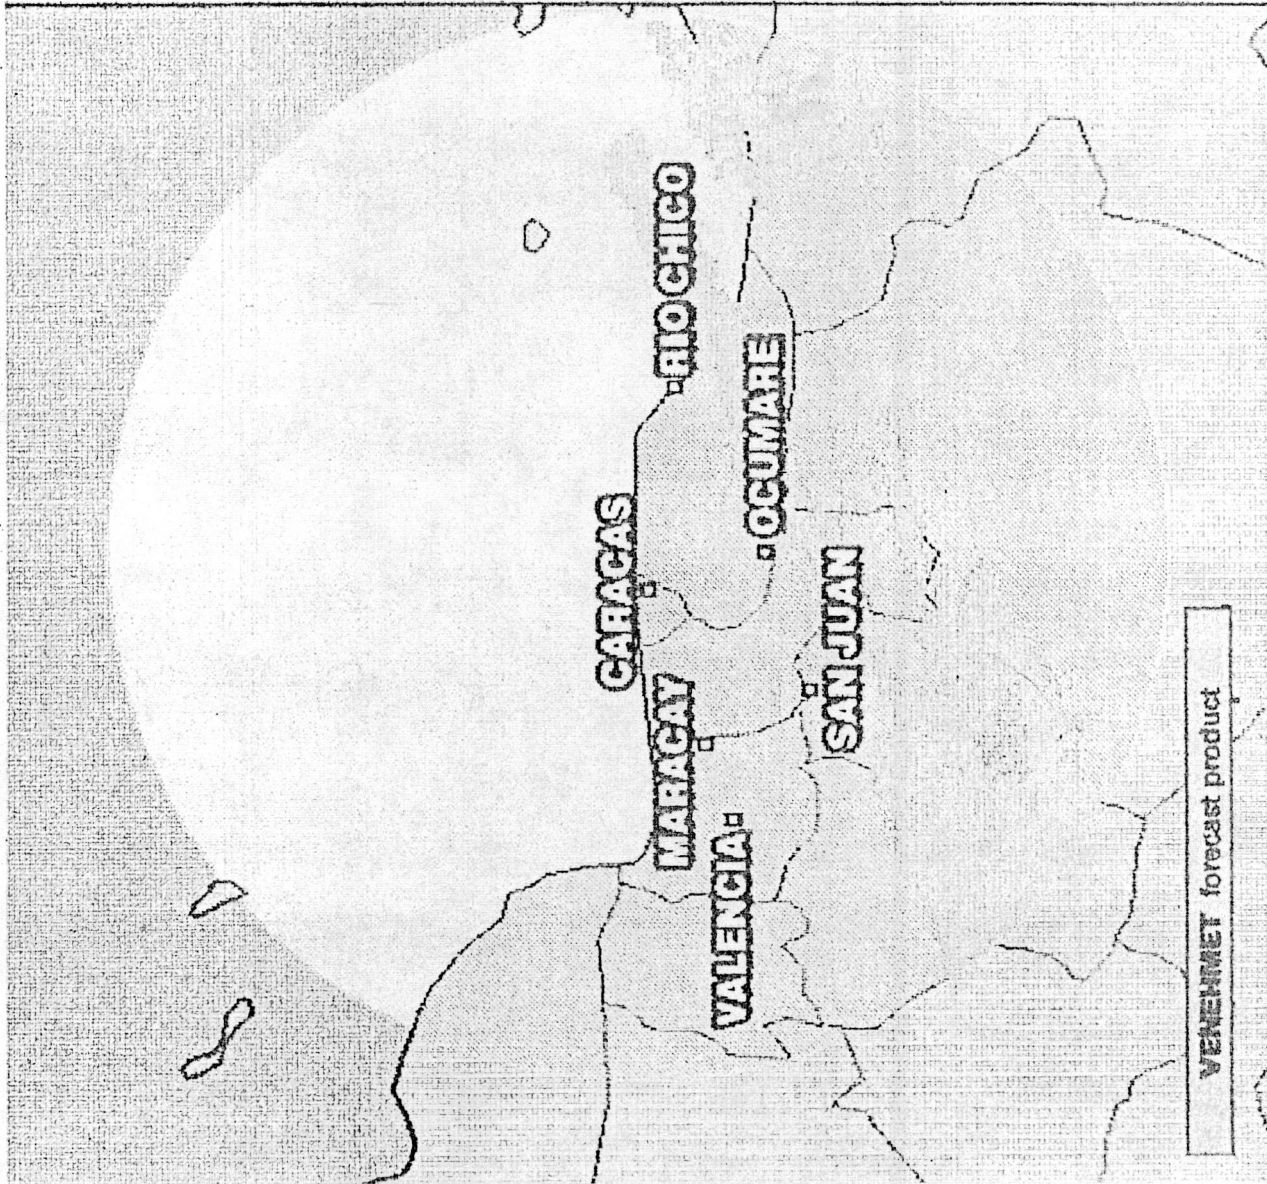 CARACAS
MARACAY
RIO CHICO
VALENCIA
OCUMARE
SAN JUAN
VENEHMET forecast product